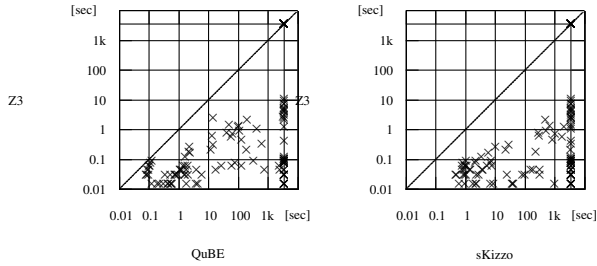 [sec] [sec]
1k 1k
100 100
Z3 10 Z3 10
1 1
0.1 0.1
0.01 0.01
0.01 0.1 1 10 100 1k [sec] 0.01 0.1 1 10 100 1k [sec]
QuBE sKizzo